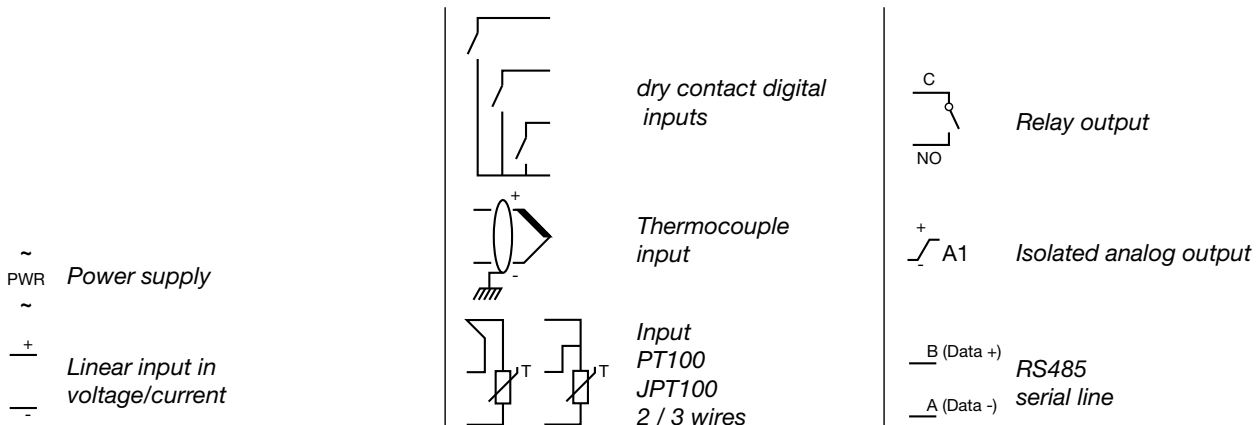 ~
PWR
~
Power supply
+
-
Linear input in
voltage/current
dry contact digital
inputs
+
-
Thermocouple
input
T
T
Input
PT100
JPT100
2 / 3 wires
C
NO
Relay output
+
-
A1
Isolated analog output
B (Data +)
A (Data -)
RS485
serial line